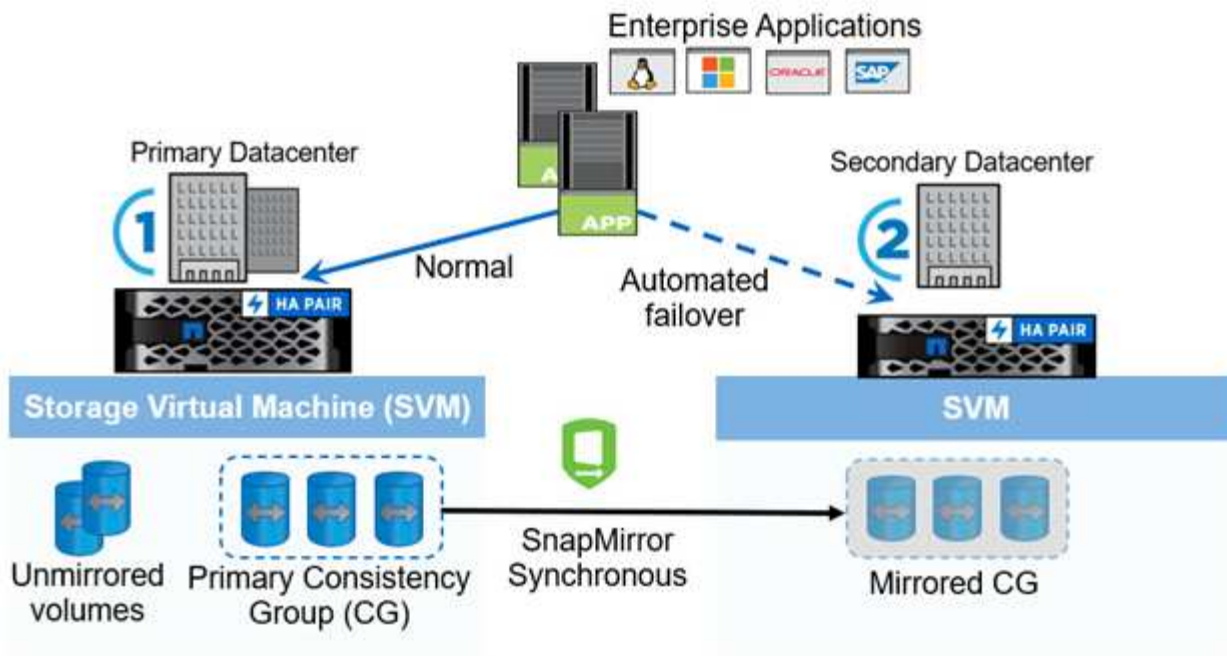 Enterprise Applications
ORACLE
SAP
Primary Datacenter
Secondary Datacenter
1
2
A
APP
Normal
Automated
failover
HA PAIR
HA PAIR
Storage Virtual Machine (SVM)
SVM
SnapMirror
Synchronous
Unmirrored
volumes
Primary Consistency
Group (CG)
Mirrored CG